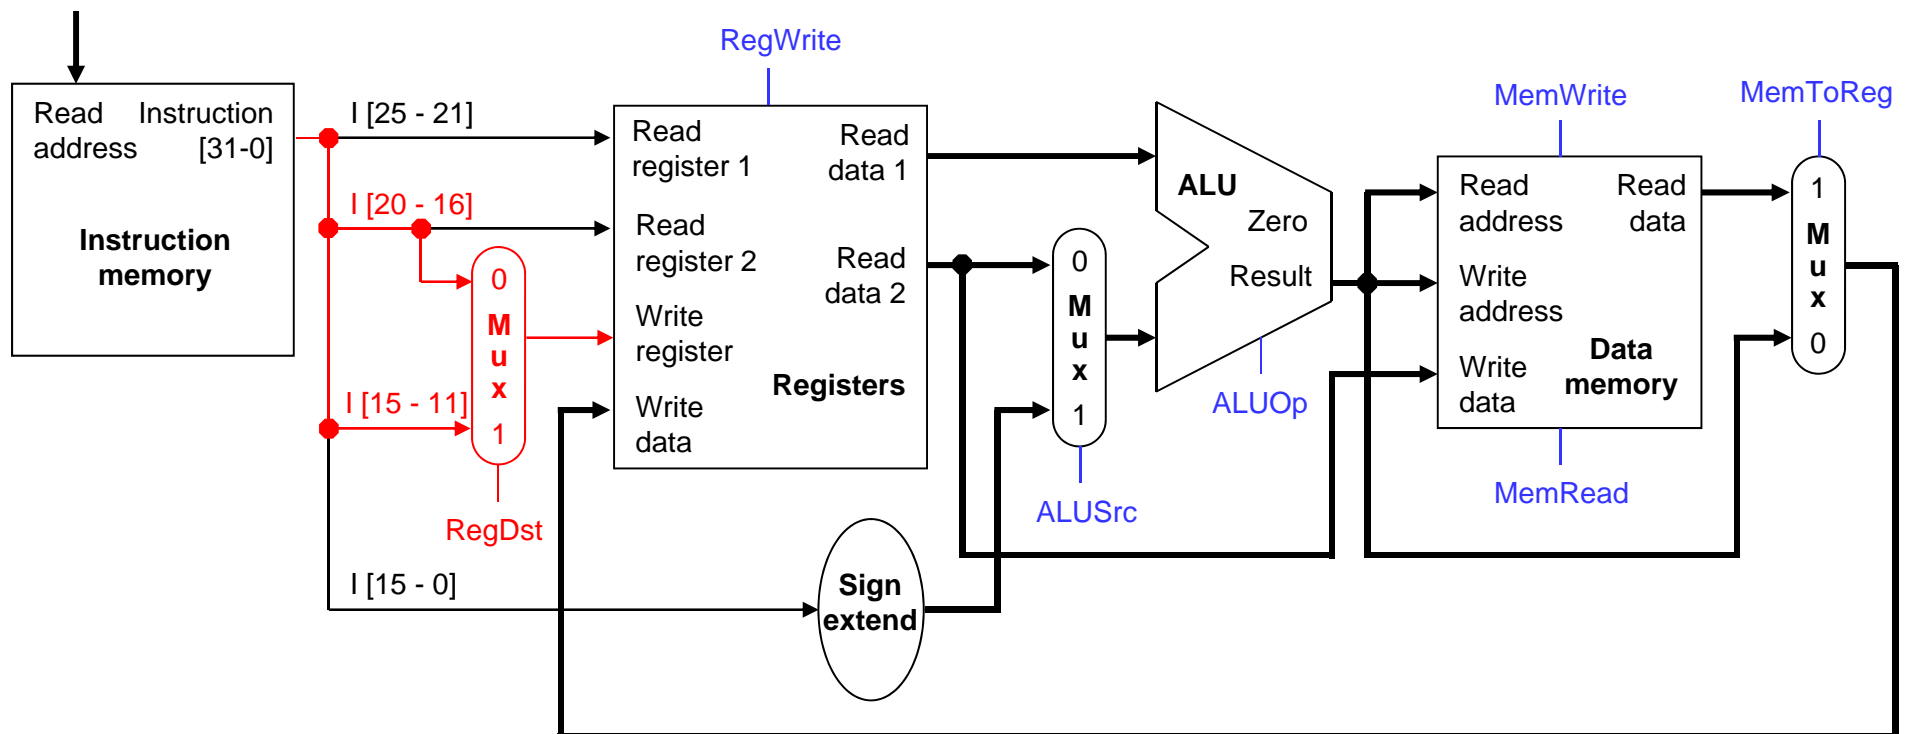 RegWrite
MemWrite
MemToReg
Read Instruction
address [31-0]
Instruction
memory
I [25 - 21]
I [20 - 16]
I [15 - 11]
I [15 - 0]
0
M
u
x
1
RegDst
Read
register 1
Read
data 1
Read
register 2
Read
data 2
Write
register
Registers
Write
data
Sign
extend
0
M
u
x
1
ALUSrc
ALU
Zero
Result
ALUOp
Read
address
Read
data
Write
address
Write
data
Data
memory
MemRead
1
M
u
x
0